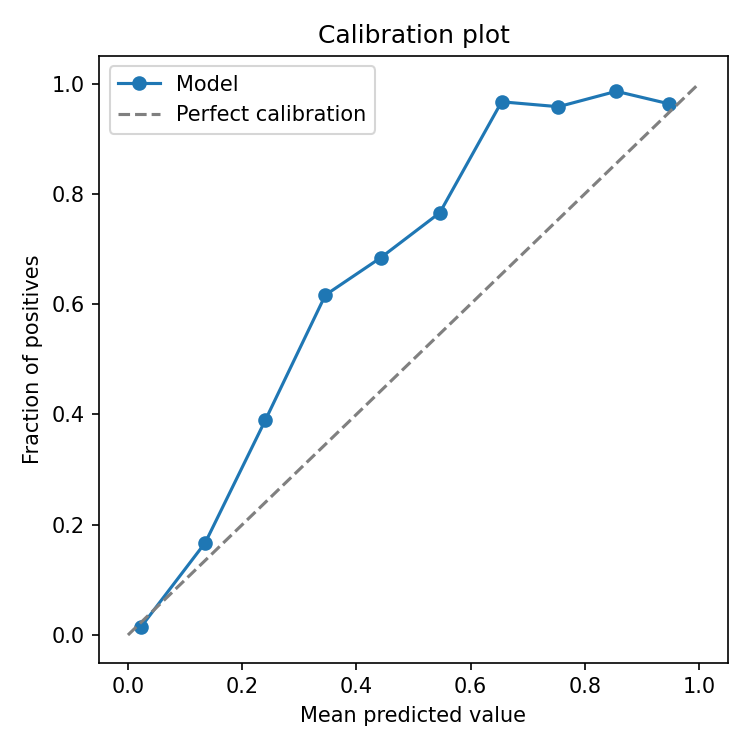 Calibration plot
Model
Perfect calibration
1.0
0.8
0.6
0.4
0.2
0.0
Fraction of positives
0.0 0.2 0.4 0.6 0.8 1.0
Mean predicted value